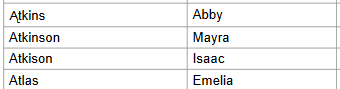 Atkins Abby
Atkinson Mayra
Atkison Isaac
Atlas Emelia